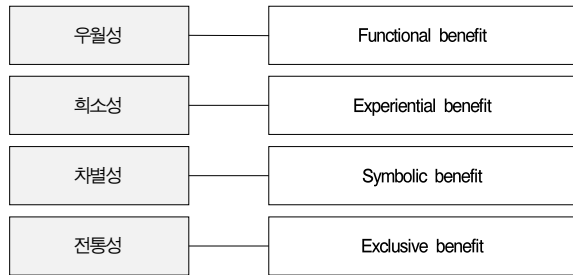 우월성 Functional benefit
희소성 Experiential benefit
차별성 Symbolic benefit
전통성 Exclusive benefit